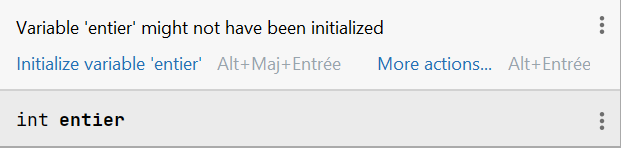 Variable 'entier' might not have been initialized
Initialize variable 'entier' Alt+Maj+Entrée More actions... Alt+Entrée
int entier